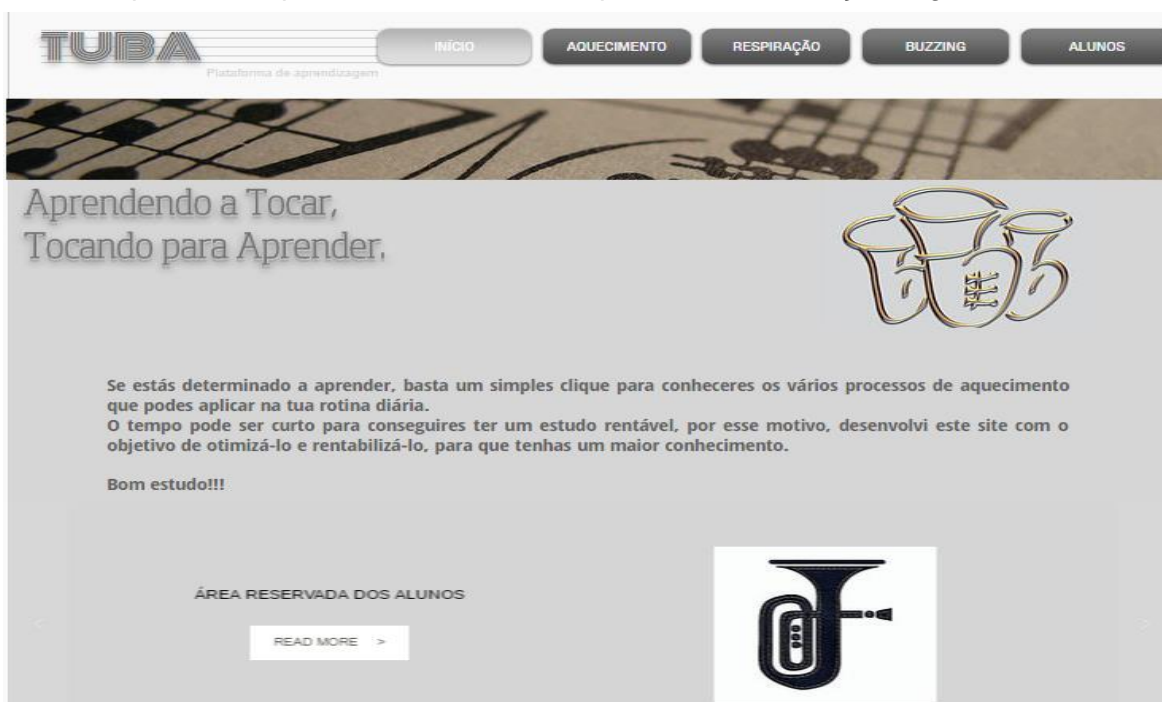 TUBA
Plataforma de aprendizagem
INÍCIO
AQUECIMENTO
RESPIRAÇÃO
BUZZING
ALUNOS
Aprendendo a Tocar,
Tocando para Aprender.
Se estás determinado a aprender, basta um simples clique para conheceres os vários processos de aquecimento
que podes aplicar na tua rotina diária.
O tempo pode ser curto para conseguires ter um estudo rentável, por esse motivo, desenvolvi este site com o
objetivo de otimizá-lo e rentabilizá-lo, para que tenhas um maior conhecimento.
Bom estudo!!!
ÁREA RESERVADA DOS ALUNOS
READ MORE >